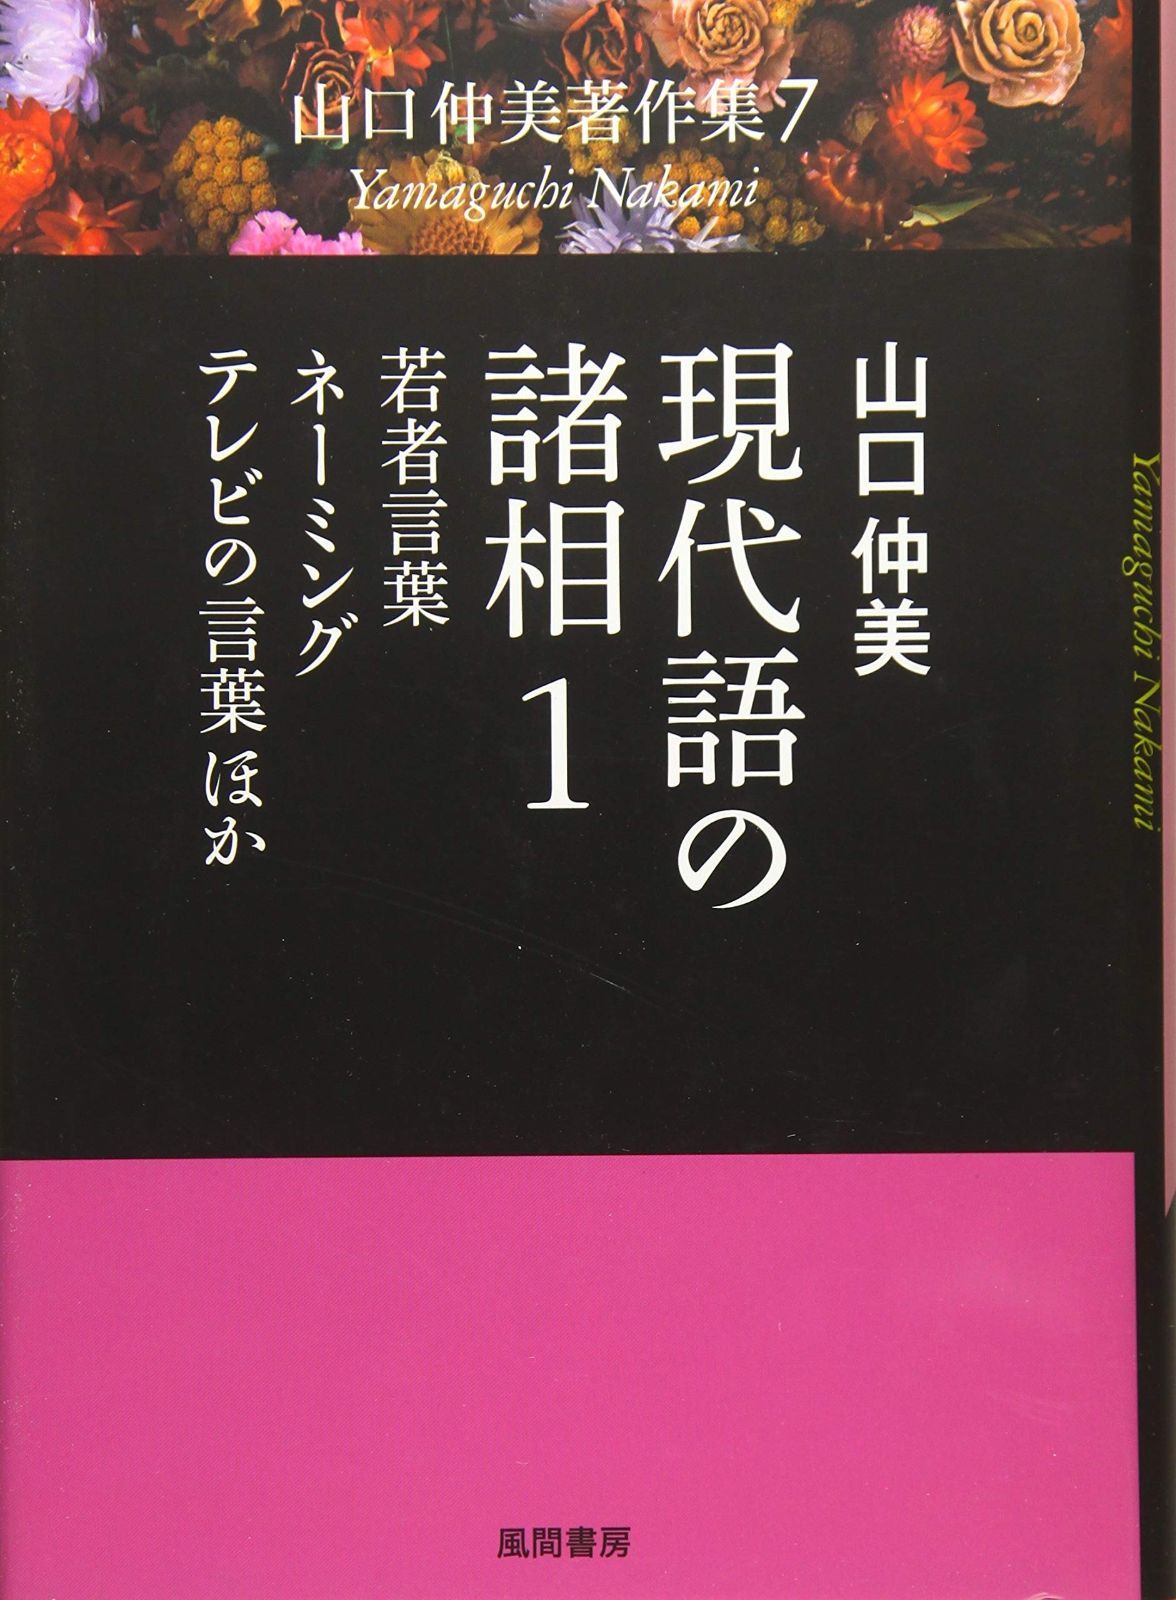 山口仲美著作集7
Yamaguchi Nakami
山口仲美
現代語の
諸相1
若者言葉
ネーミング
テレビの言葉ほか
Yamaguchi Nakami
風間書房